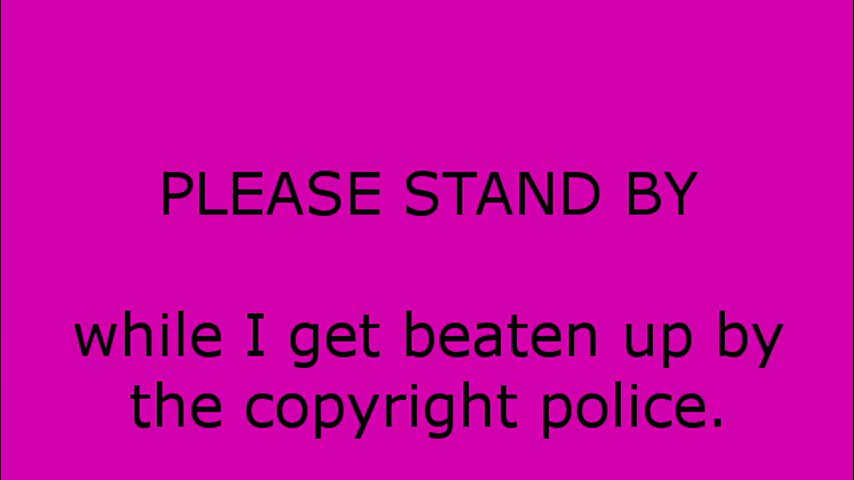 PLEASE STAND BY
while I get beaten up by
the copyright police.